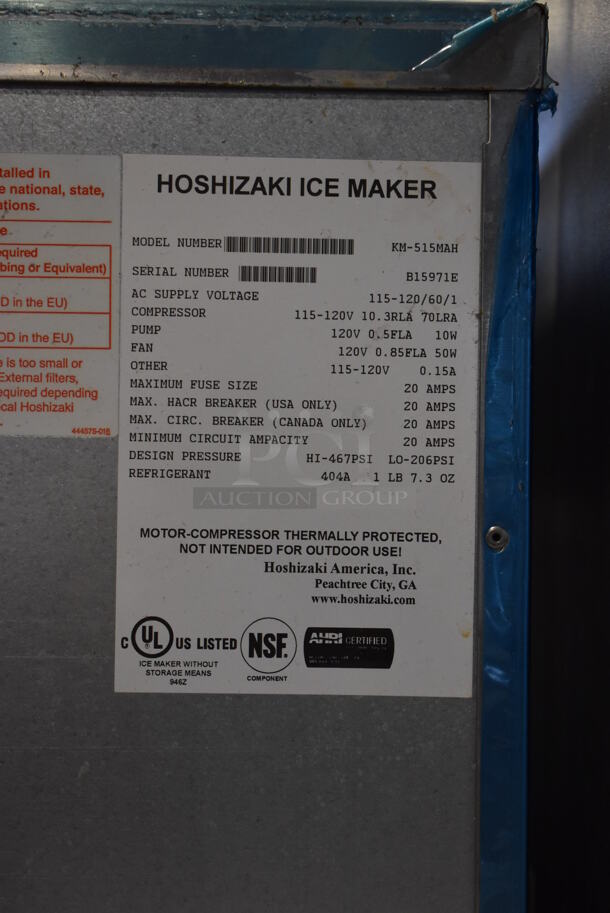 talled in
e national, state,
ations.
e
equired
bing or Equivalent)
D in the EU)
OD in the EU)
e is too small or
External filters,
equired depending
cal Hoshizaki
444575-01S
HOSHIZAKI ICE MAKER
MODEL NUMBER KM-515MAH
SERIAL NUMBER B15971E
AC SUPPLY VOLTAGE 115-120/60/1
COMPRESSOR 115-120V 10.3RLA 70LRA
PUMP 120V 0.5FLA 10W
FAN 120V 0.85FLA 50W
OTHER 115-120V 0.15A
MAXIMUM FUSE SIZE 20 AMPS
MAX. HACR BREAKER (USA ONLY) 20 AMPS
MAX. CIRC. BREAKER (CANADA ONLY) 20 AMPS
MINIMUM CIRCUIT AMPACITY 20 AMPS
DESIGN PRESSURE HI-467PSI LO-206PSI
REFRIGERANT 404A 1 LB 7.3 OZ
PCI
AUCTION GROUP
MOTOR-COMPRESSOR THERMALLY PROTECTED,
NOT INTENDED FOR OUTDOOR USE!
Hoshizaki America, Inc.
Peachtree City, GA
www.hoshizaki.com
C UL US LISTED NSF. AHRI CERTIFIED
ICE MAKER WITHOUT
STORAGE MEANS
946Z
COMPONENT